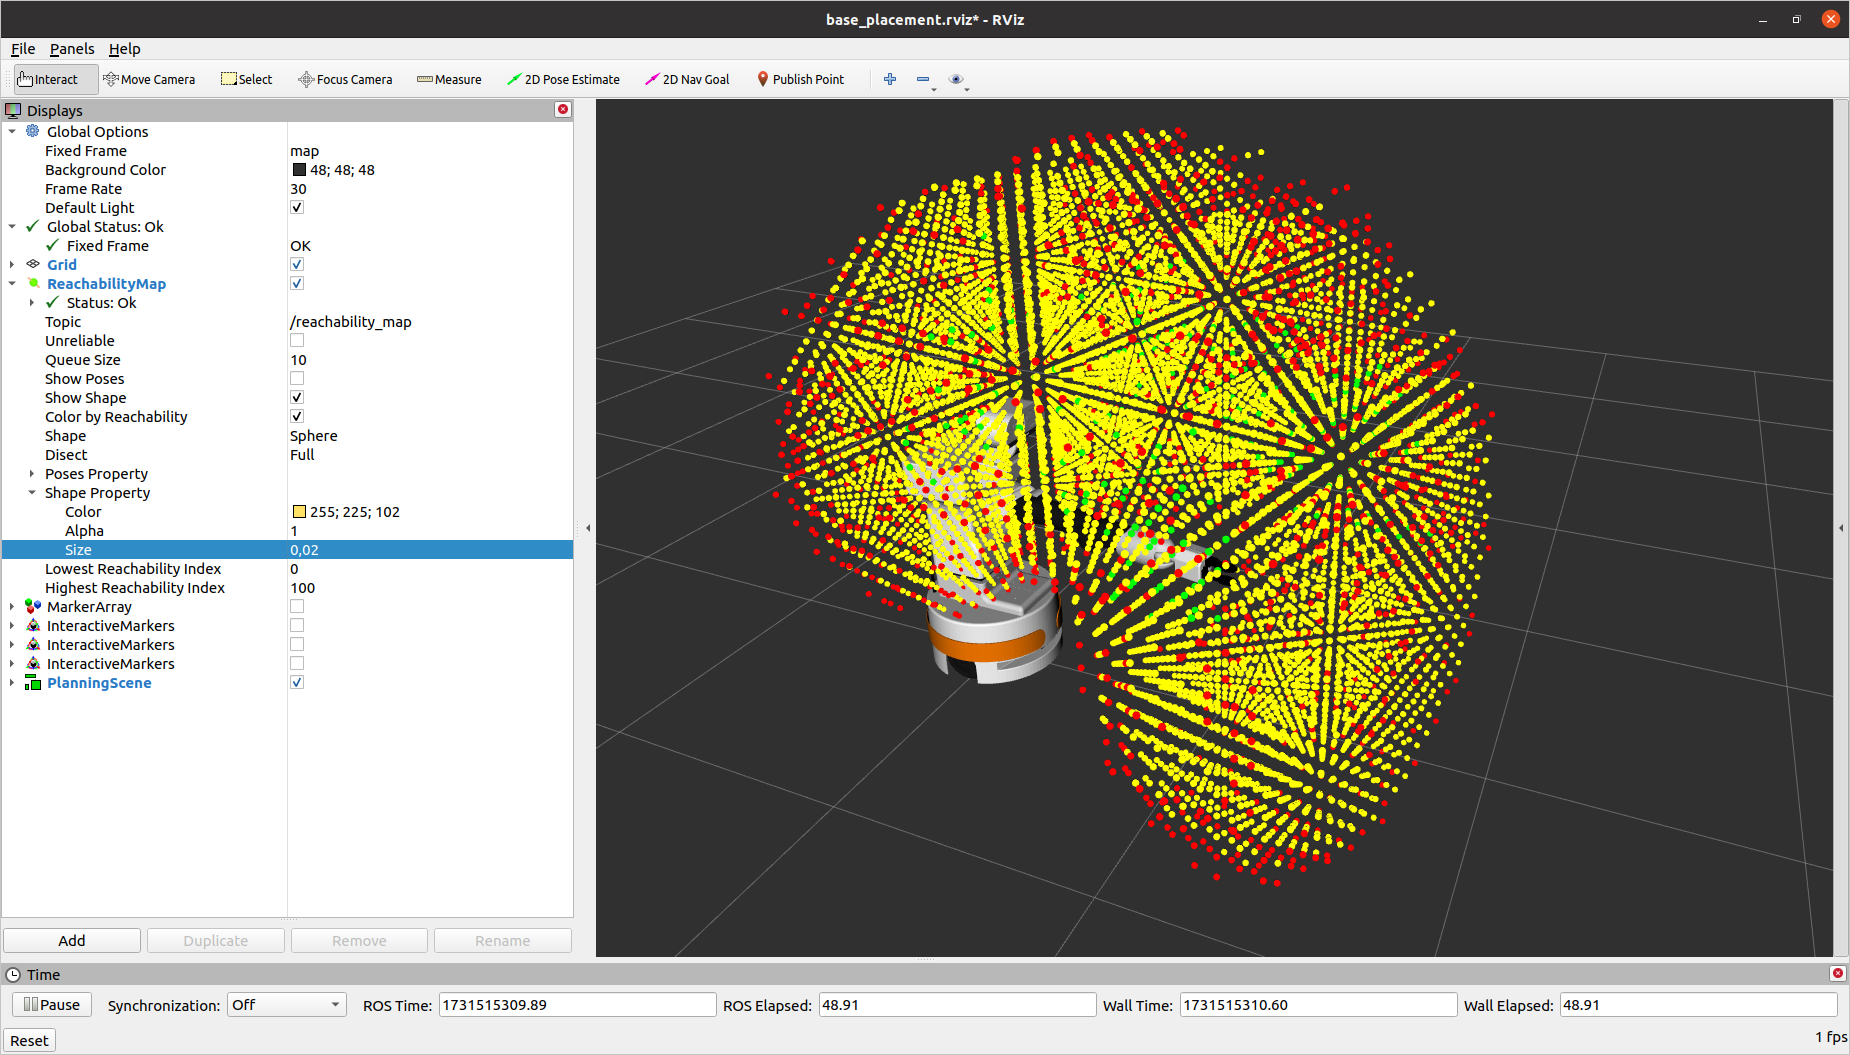 base_placement.rviz* - RViz
File Panels Help
Interact Move Camera Select Focus Camera Measure 2D Pose Estimate 2D Nav Goal Publish Point
Displays
Global Options
Fixed Frame map
Background Color 48; 48; 48
Frame Rate 30
Default Light
Global Status: Ok
Fixed Frame OK
Grid
ReachabilityMap
Status: Ok
Topic /reachability_map
Unreliable
Queue Size 10
Show Poses
Show Shape
Color by Reachability
Shape Sphere
Disect Full
Poses Property
Shape Property
Color 255; 225; 102
Alpha 1
Size 0,02
Lowest Reachability Index 0
Highest Reachability Index 100
MarkerArray
InteractiveMarkers
InteractiveMarkers
InteractiveMarkers
PlanningScene
Add Duplicate Remove Rename
Time
Pause Synchronization: Off ROS Time: 1731515309.89 ROS Elapsed: 48.91 Wall Time: 1731515310.60 Wall Elapsed: 48.91
Reset 1 fps